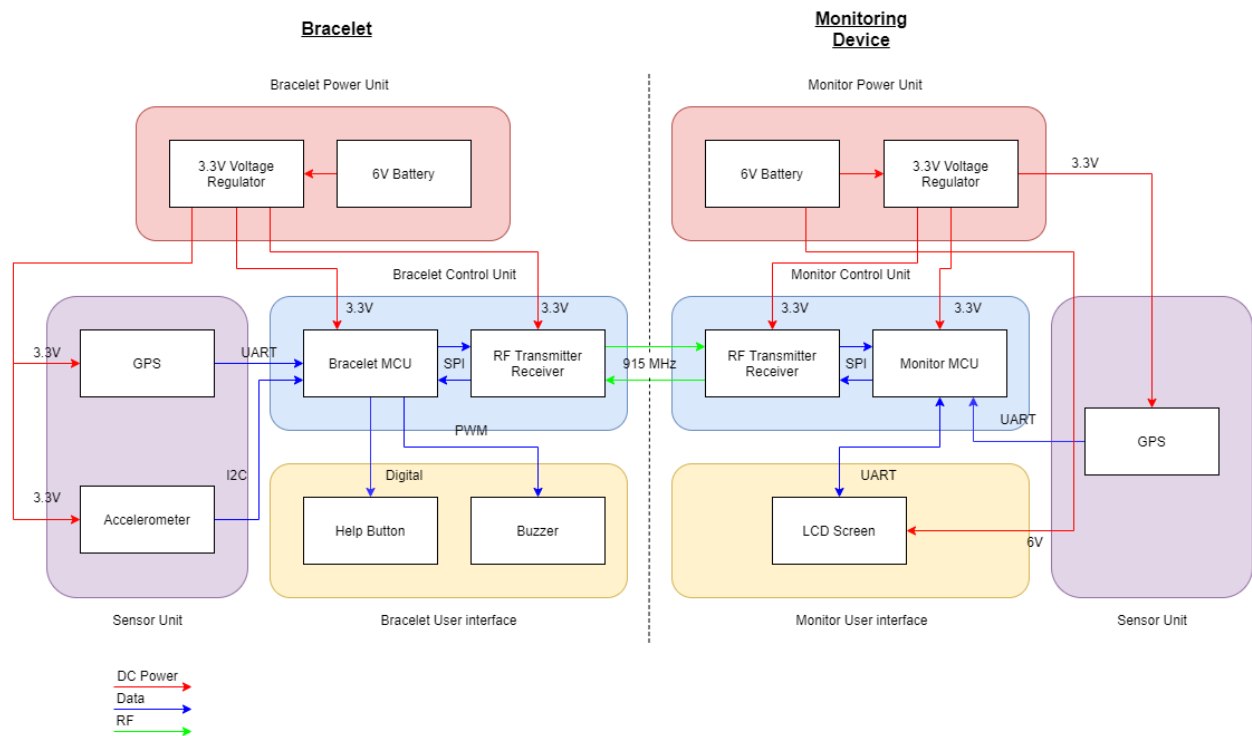 Bracelet
Monitoring
Device
Bracelet Power Unit
Monitor Power Unit
3.3V Voltage
Regulator
6V Battery
6V Battery
3.3V Voltage
Regulator
3.3V
Bracelet Control Unit
Monitor Control Unit
3.3V
3.3V
3.3V
3.3V
3.3V
GPS
UART
Bracelet MCU
SPI
RF Transmitter
Receiver
915 MHz
RF Transmitter
Receiver
SPI
Monitor MCU
UART
GPS
PWM
I2C
Digital
UART
3.3V
Accelerometer
Help Button
Buzzer
LCD Screen
6V
Sensor Unit
Bracelet User interface
Monitor User interface
Sensor Unit
DC Power
Data
RF